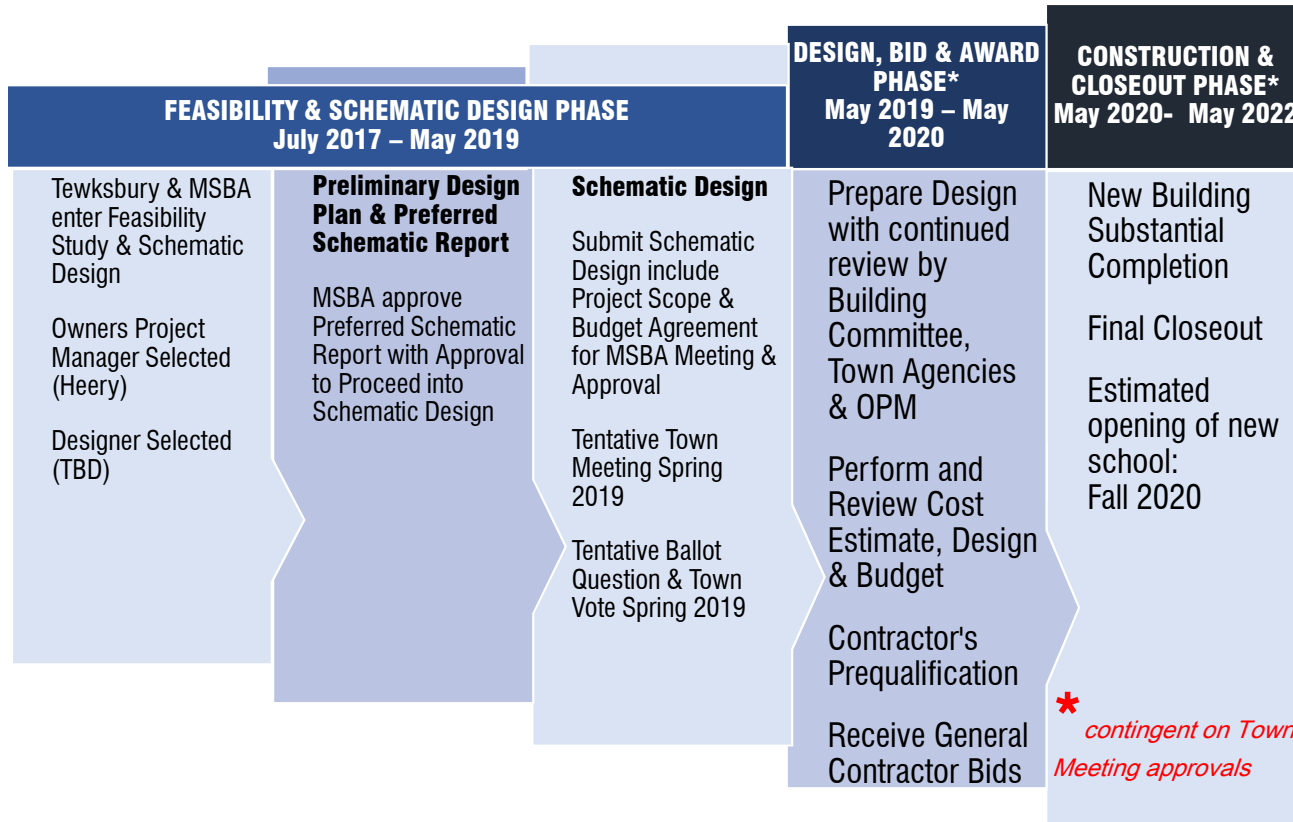 FEASIBILITY & SCHEMATIC DESIGN PHASE
July 2017 – May 2019
DESIGN, BID & AWARD
PHASE*
May 2019 – May
2020
CONSTRUCTION &
CLOSEOUT PHASE*
May 2020- May 2022
Tewksbury & MSBA
enter Feasibility
Study & Schematic
Design
Owners Project
Manager Selected
(Heery)
Designer Selected
(TBD)
Preliminary Design
Plan & Preferred
Schematic Report
MSBA approve
Preferred Schematic
Report with Approval
to Proceed into
Schematic Design
Schematic Design
Submit Schematic
Design include
Project Scope &
Budget Agreement
for MSBA Meeting &
Approval
Tentative Town
Meeting Spring
2019
Tentative Ballot
Question & Town
Vote Spring 2019
Prepare Design
with continued
review by
Building
Committee,
Town Agencies
& OPM
Perform and
Review Cost
Estimate, Design
& Budget
Contractor's
Prequalification
Receive General
Contractor Bids
New Building
Substantial
Completion
Final Closeout
Estimated
opening of new
school:
Fall 2020
* contingent on Town
Meeting approvals